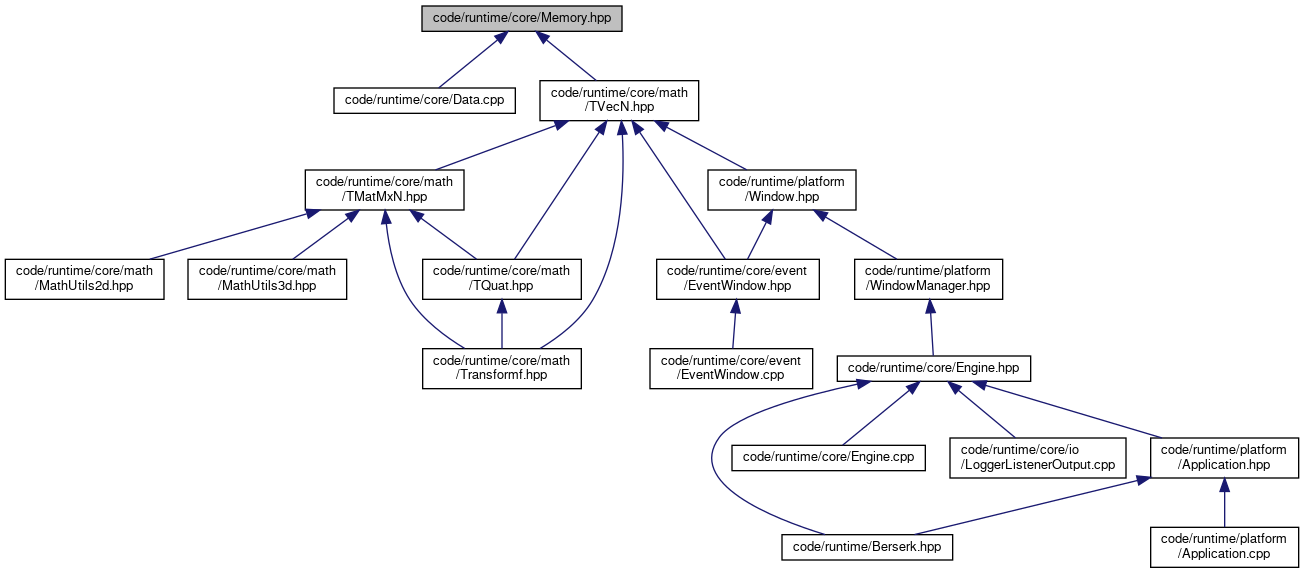 code/runtime/core/Memory.hpp
code/runtime/core/Data.cpp
code/runtime/core/math
/TVecN.hpp
code/runtime/core/math
/TMatMxN.hpp
code/runtime/platform
/Window.hpp
code/runtime/core/math
/MathUtils2d.hpp
code/runtime/core/math
/MathUtils3d.hpp
code/runtime/core/math
/TQuat.hpp
code/runtime/core/event
/EventWindow.hpp
code/runtime/platform
/WindowManager.hpp
code/runtime/core/math
/Transformf.hpp
code/runtime/core/event
/EventWindow.cpp
code/runtime/core/Engine.hpp
code/runtime/core/Engine.cpp
code/runtime/core/io
/LoggerListenerOutput.cpp
code/runtime/platform
/Application.hpp
code/runtime/Berserk.hpp
code/runtime/platform
/Application.cpp